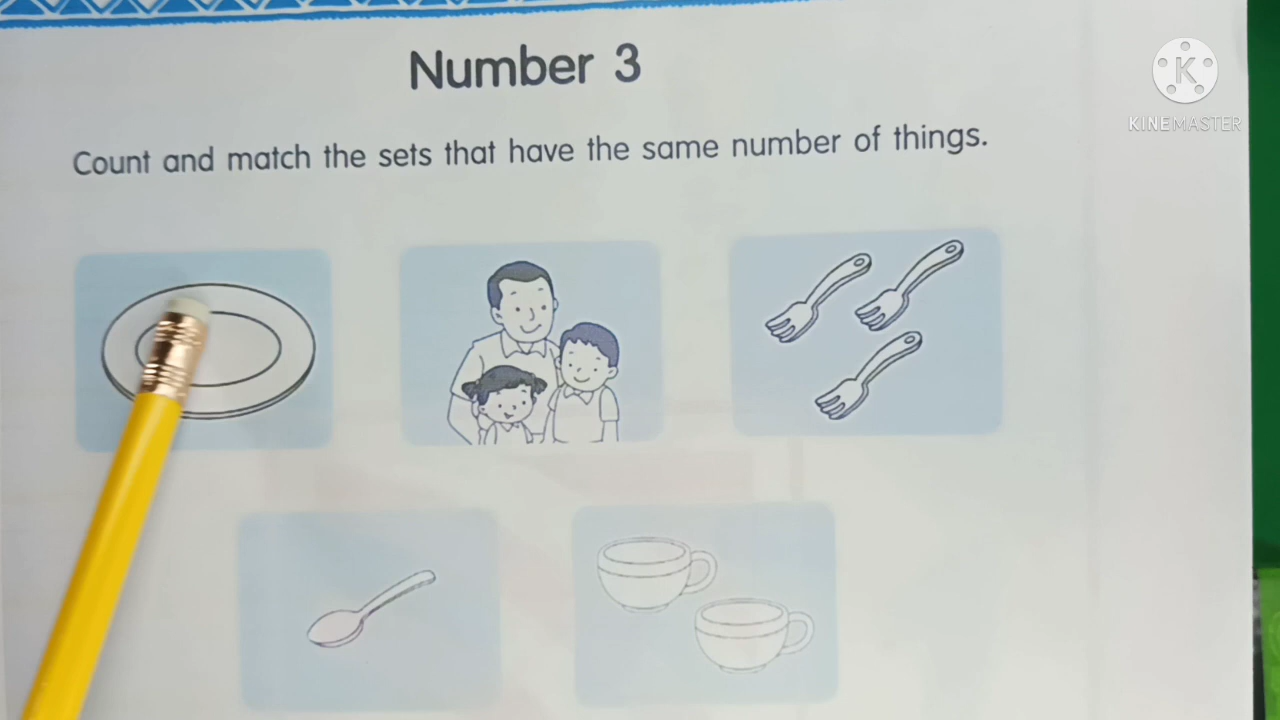 Number 3
Count and match the sets that have the same number of things.
K
KINEMASTER